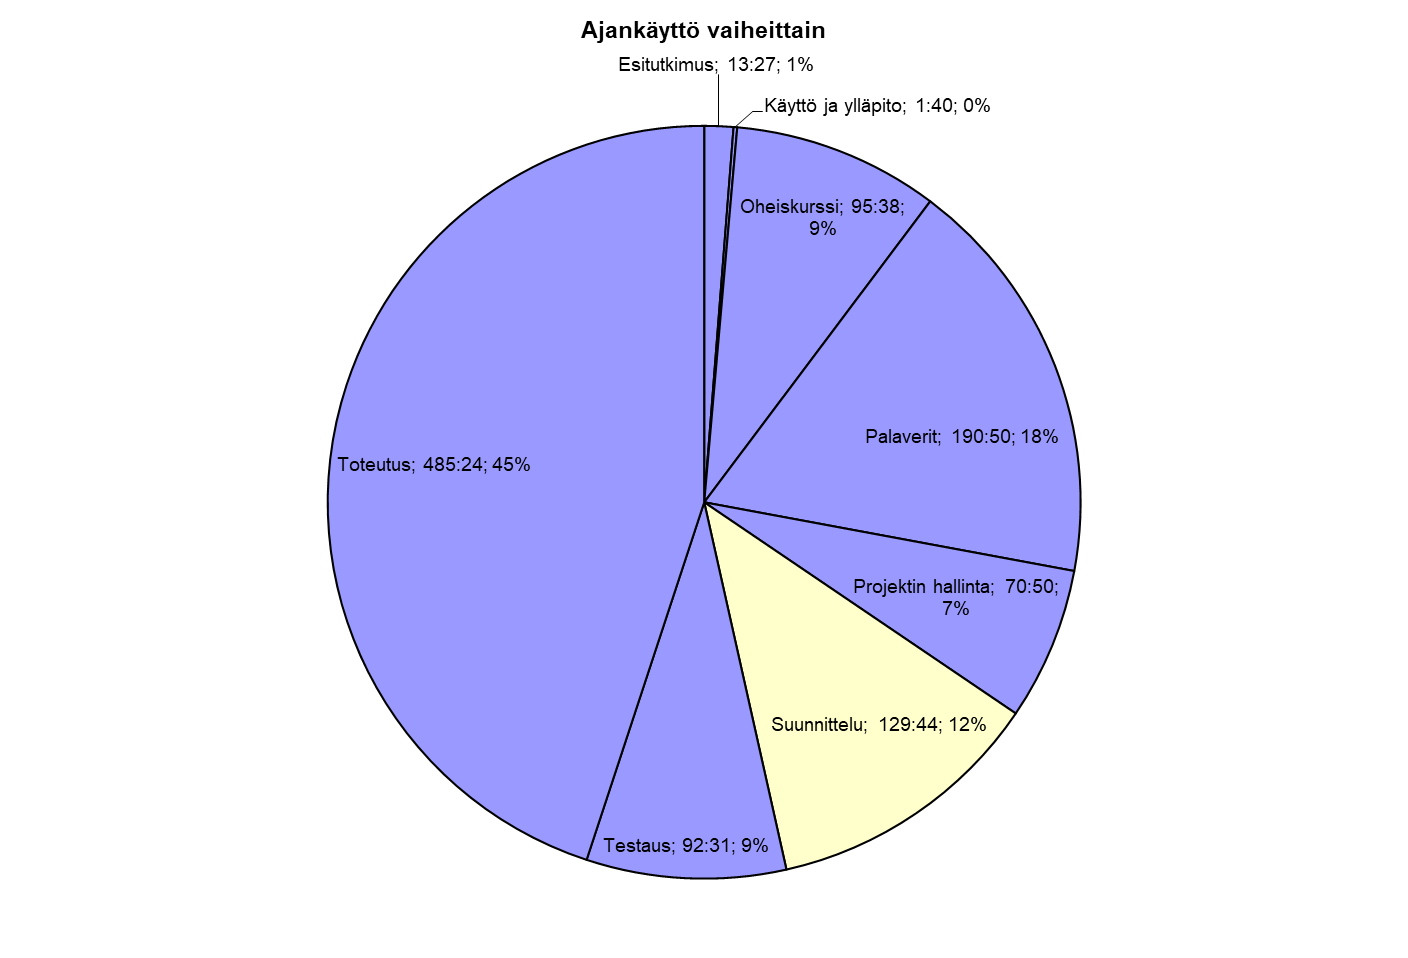 Ajankäyttö vaiheittain
Esitutkimus; 13:27; 1%
Käyttö ja ylläpito; 1:40; 0%
Oheiskurssi; 95:38;
9%
Palaverit; 190:50; 18%
Toteutus; 485:24; 45%
Projektin hallinta; 70:50;
7%
Suunnittelu; 129:44; 12%
Testaus; 92:31; 9%